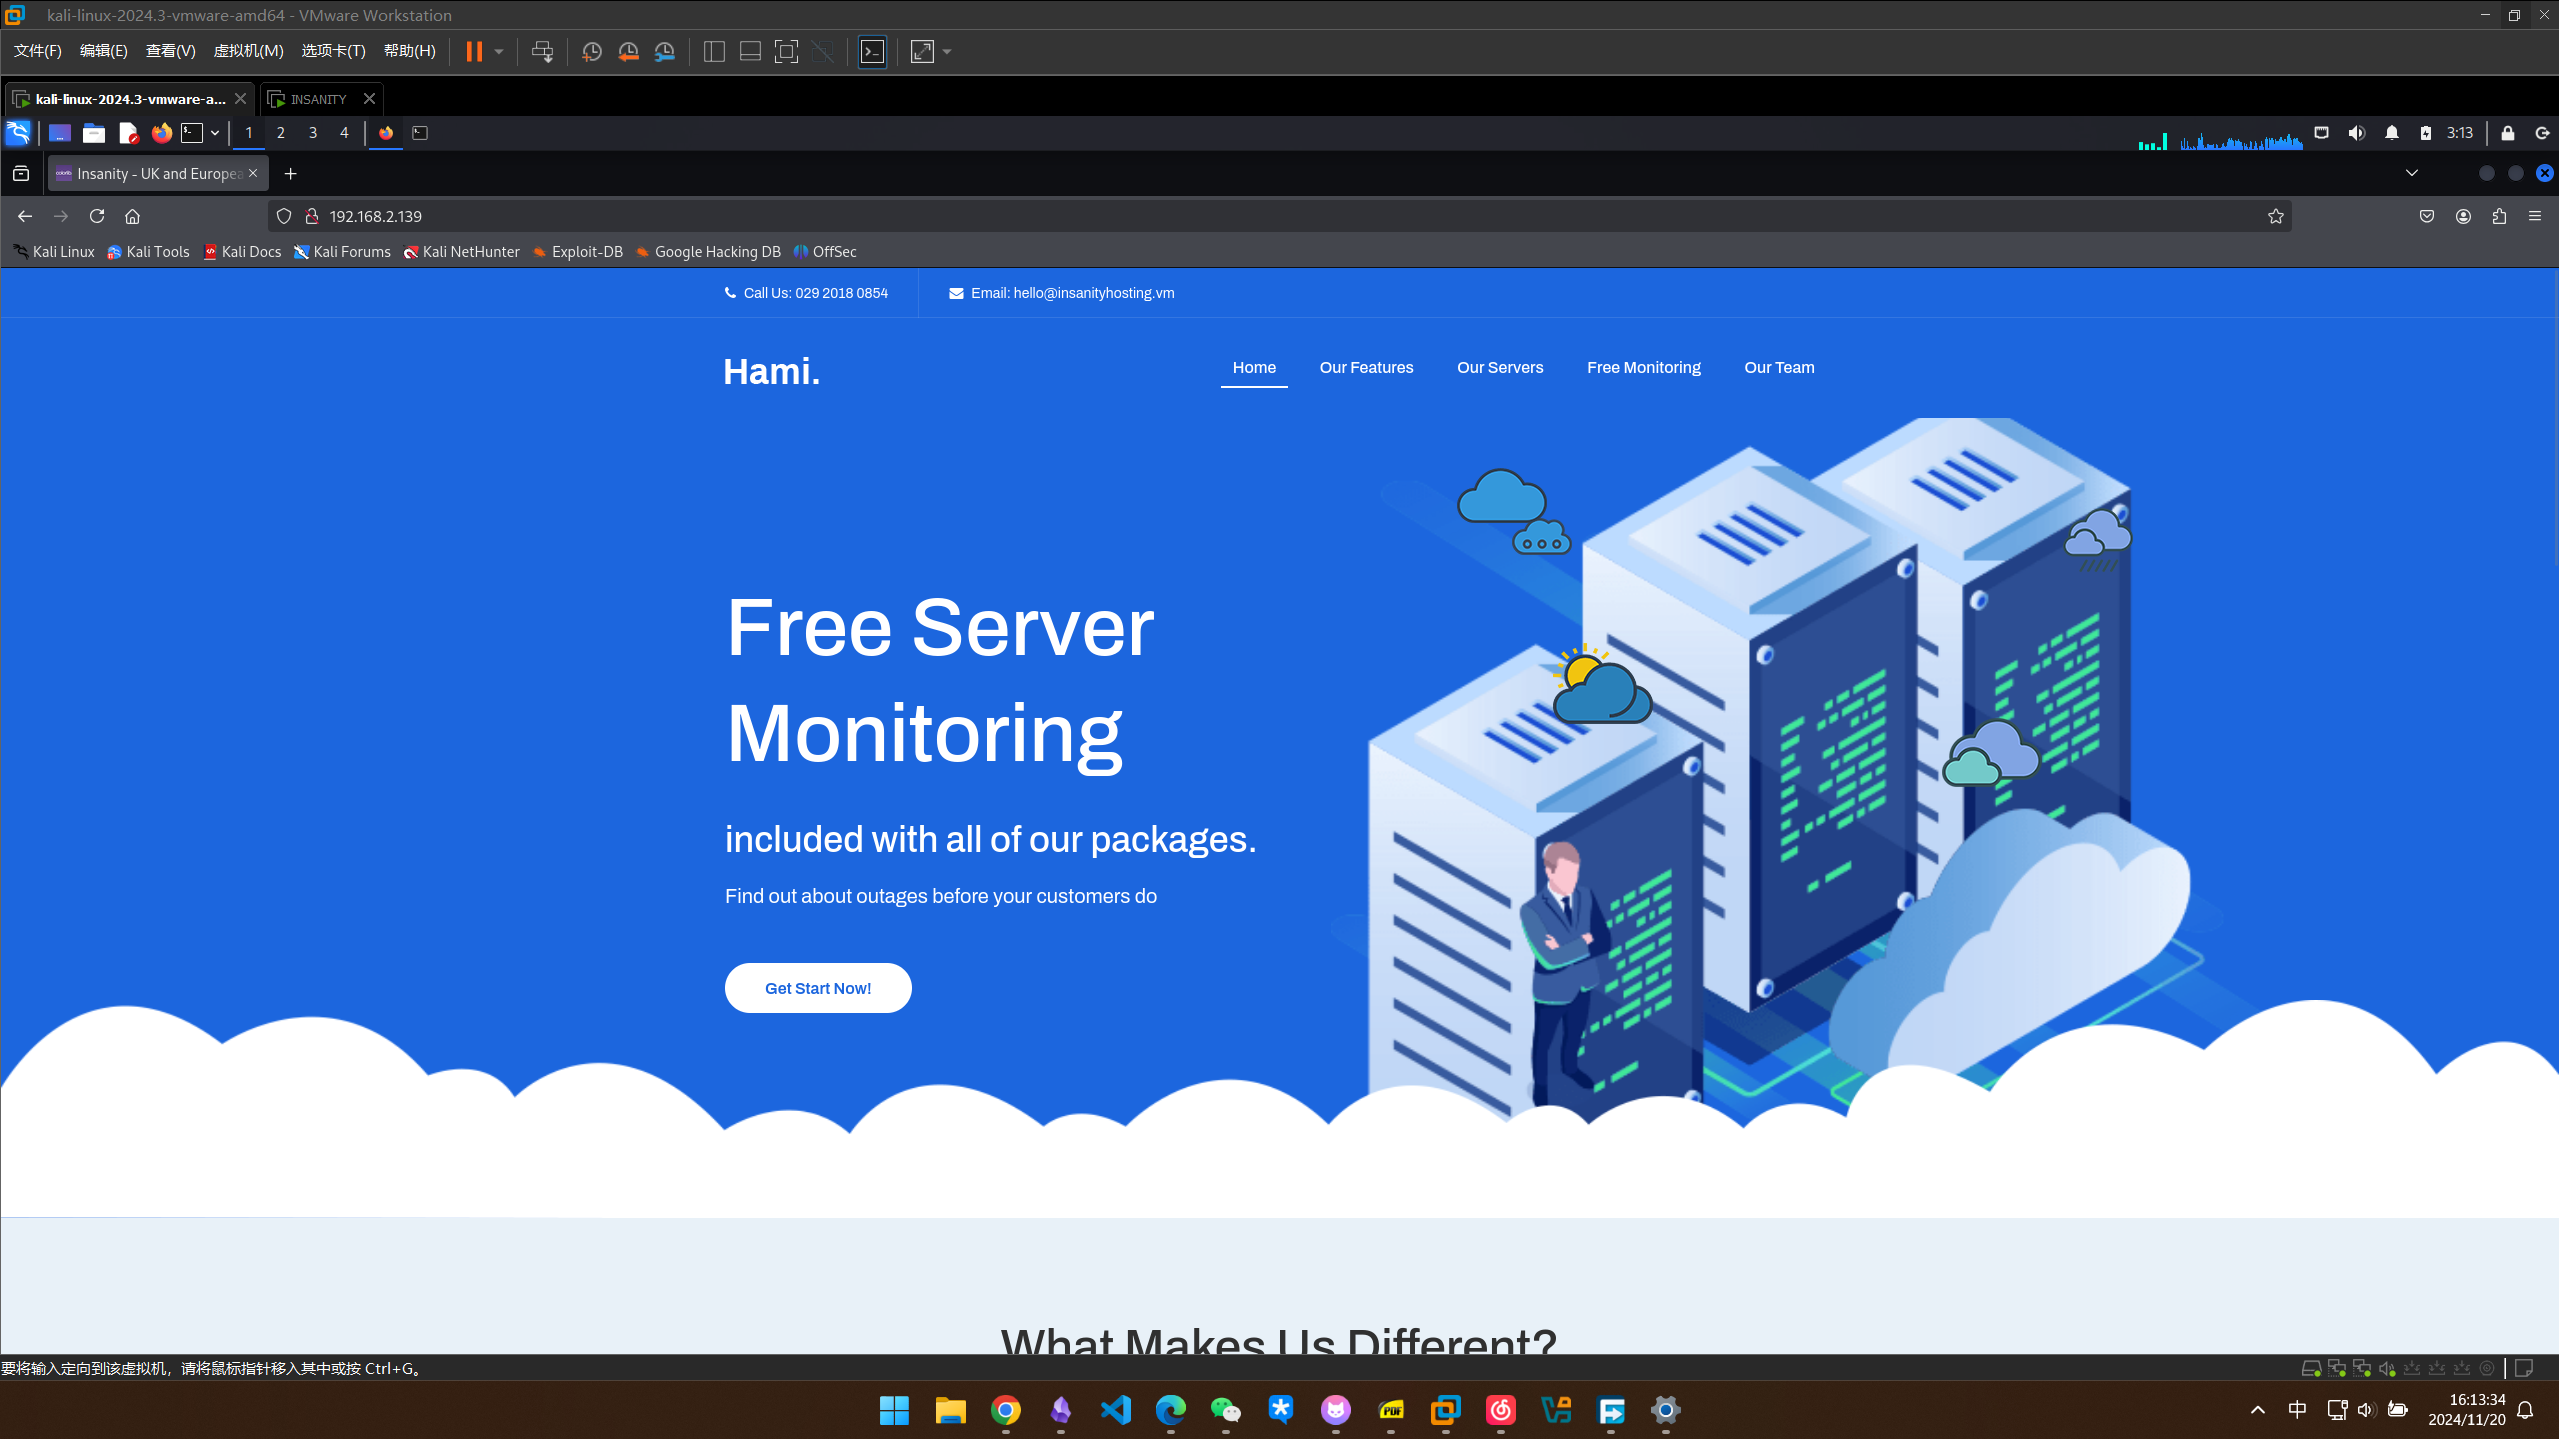 kali-linux-2024.3-vmware-amd64 - VMware Workstation
文件(F) 编辑(E) 查看(V) 虚拟机(M) 选项卡(T) 帮助(H)
kali-linux-2024.3-vmware-a... INSANITY
1 2 3 4 3:13
Insanity - UK and Europea
192.168.2.139
Kali Linux Kali Tools Kali Docs Kali Forums Kali NetHunter Exploit-DB Google Hacking DB OffSec
Call Us: 029 2018 0854 Email: hello@insanityhosting.vm
Hami. Home Our Features Our Servers Free Monitoring Our Team
Free Server
Monitoring
included with all of our packages.
Find out about outages before your customers do
Get Start Now!
What Makes Us Different?
要将输入定向到该虚拟机，请将鼠标指针移入其中或按 Ctrl+G。
PDF
中
16:13:34
2024/11/20